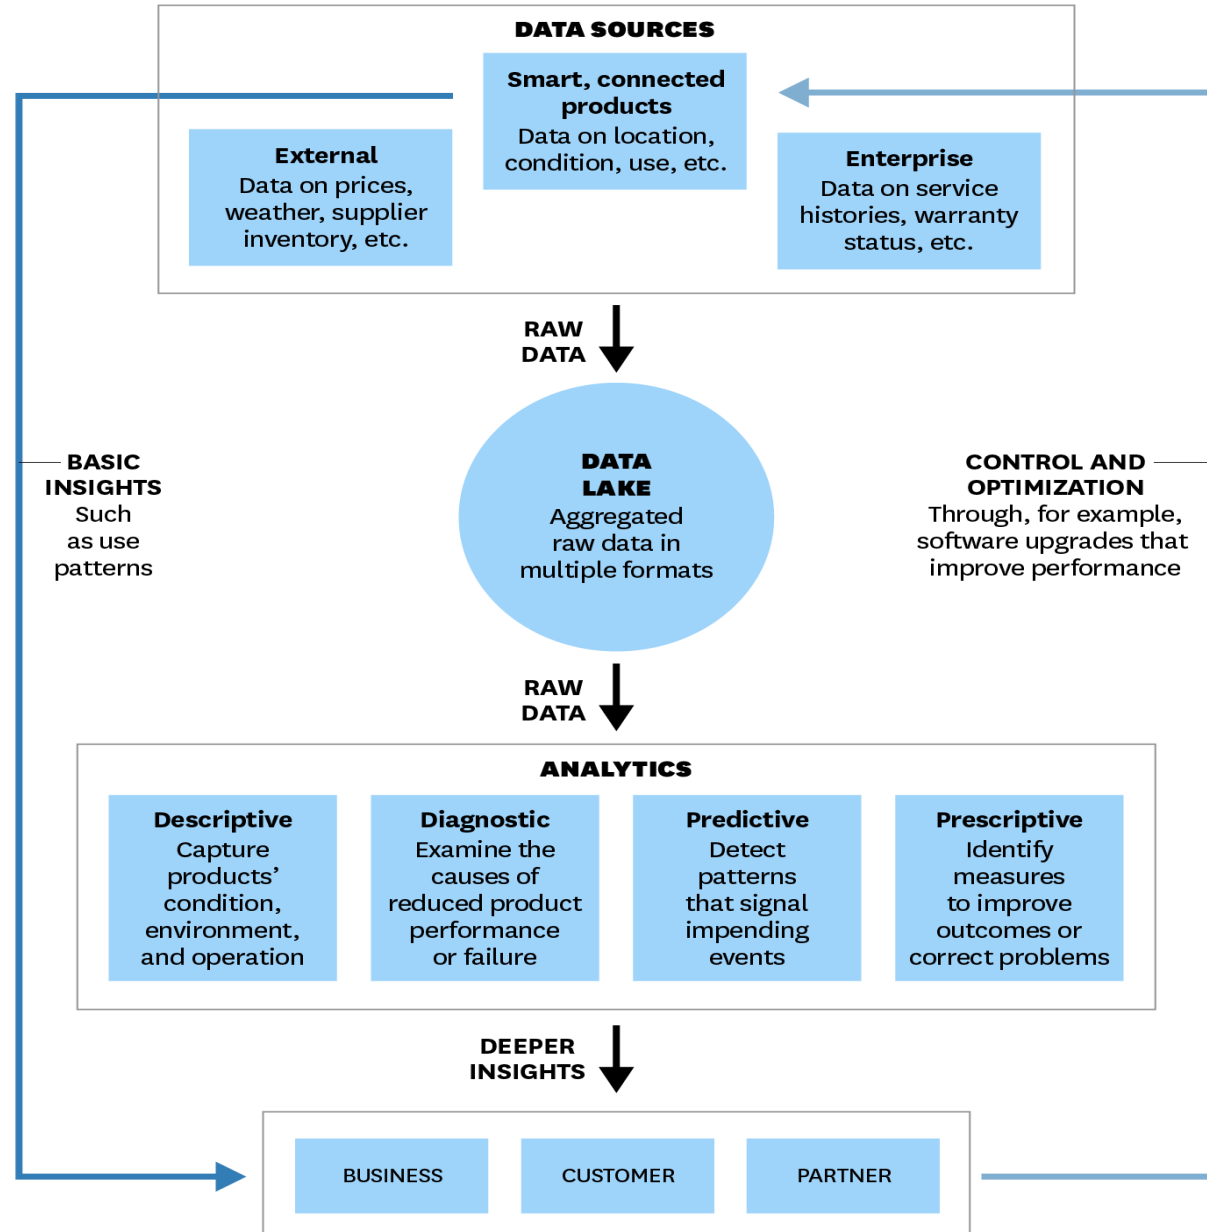 DATA SOURCES
Smart, connected
products
Data on location,
condition, use, etc.
External
Data on prices,
weather, supplier
inventory, etc.
Enterprise
Data on service
histories, warranty
status, etc.
RAW
DATA
DATA
LAKE
Aggregated
raw data in
multiple formats
BASIC
INSIGHTS
Such
as use
patterns
CONTROL AND
OPTIMIZATION
Through, for example,
software upgrades that
improve performance
RAW
DATA
ANALYTICS
Descriptive
Capture
products’
condition,
environment,
and operation
Diagnostic
Examine the
causes of
reduced product
performance
or failure
Predictive
Detect
patterns
that signal
impending
events
Prescriptive
Identify
measures
to improve
outcomes or
correct problems
DEEPER
INSIGHTS
BUSINESS
CUSTOMER
PARTNER